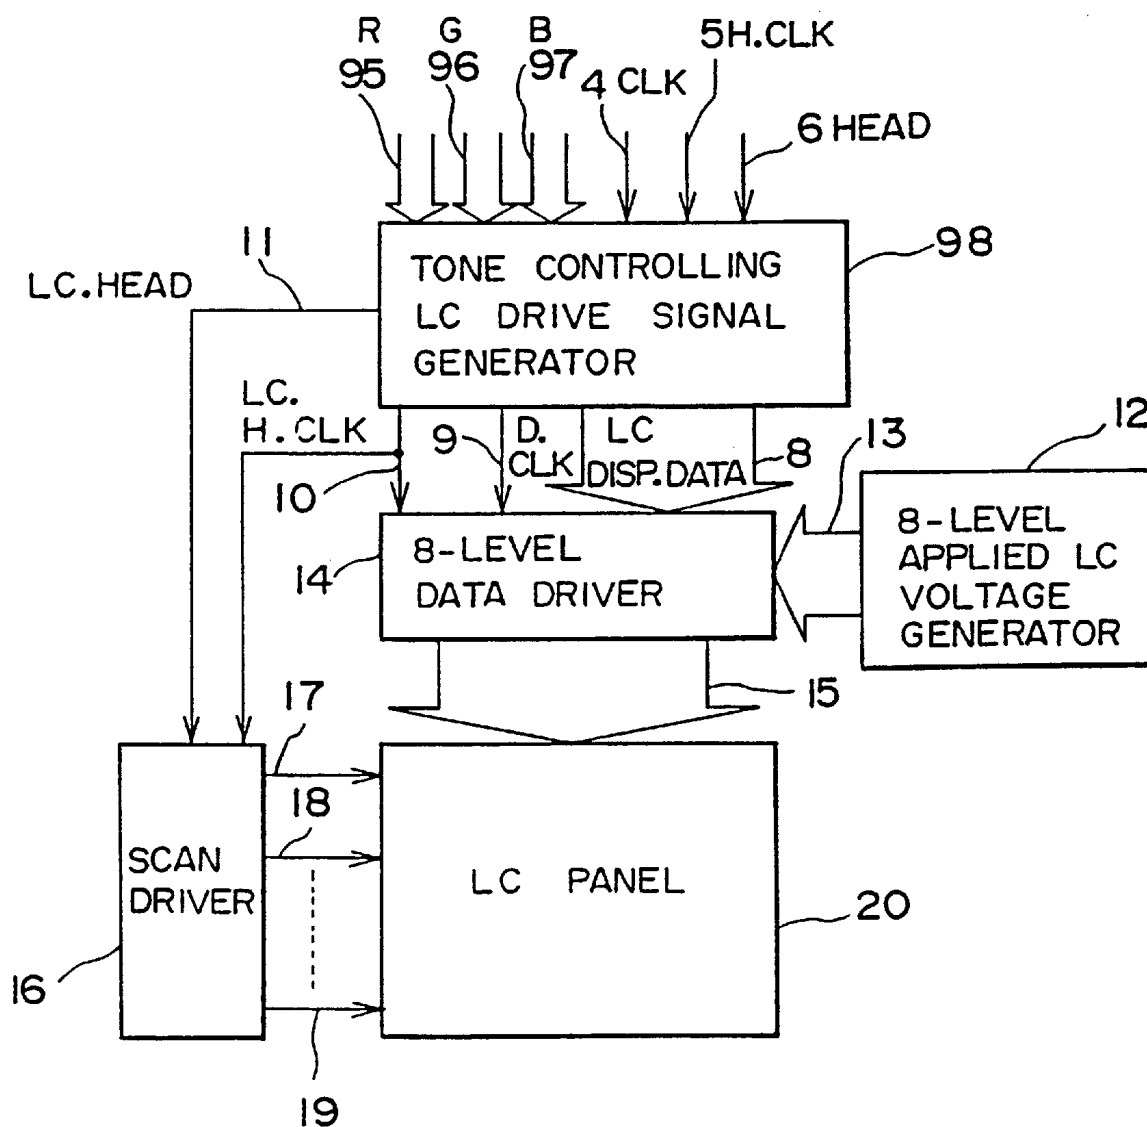 R G B
95 96 97
4 CLK
5H.CLK
6 HEAD
11
LC.HEAD
98
TONE CONTROLLING
LC DRIVE SIGNAL
GENERATOR
LC.
H.CLK
10
9
D.
CLK
LC
DISP.DATA
8
13
12
14
8-LEVEL
DATA DRIVER
8-LEVEL
APPLIED LC
VOLTAGE
GENERATOR
15
17
18
SCAN
DRIVER
LC PANEL
20
16
19